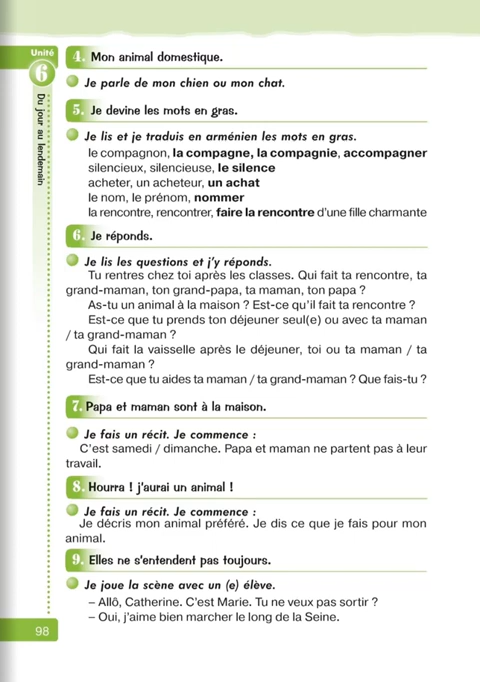 Unité
6
Du jour au lendemain
4. Mon animal domestique.
Je parle de mon chien ou mon chat.
5. Je devine les mots en gras.
Je lis et je traduis en arménien les mots en gras.
le compagnon, la compagne, la compagnie, accompagner
silencieux, silencieuse, le silence
acheter, un acheteur, un achat
le nom, le prénom, nommer
la rencontre, rencontrer, faire la rencontre d'une fille charmante
6. Je réponds.
Je lis les questions et j'y réponds.
Tu rentres chez toi après les classes. Qui fait ta rencontre, ta
grand-maman, ton grand-papa, ta maman, ton papa ?
As-tu un animal à la maison ? Est-ce qu'il fait ta rencontre ?
Est-ce que tu prends ton déjeuner seul(e) ou avec ta maman
/ ta grand-maman ?
Qui fait la vaisselle après le déjeuner, toi ou ta maman / ta
grand-maman ?
Est-ce que tu aides ta maman / ta grand-maman ? Que fais-tu ?
7. Papa et maman sont à la maison.
Je fais un récit. Je commence :
C'est samedi / dimanche. Papa et maman ne partent pas à leur
travail.
8. Hourra ! j'aurai un animal !
Je fais un récit. Je commence :
Je décris mon animal préféré. Je dis ce que je fais pour mon
animal.
9. Elles ne s'entendent pas toujours.
Je joue la scène avec un (e) élève.
– Allô, Catherine. C'est Marie. Tu ne veux pas sortir ?
– Oui, j'aime bien marcher le long de la Seine.
98